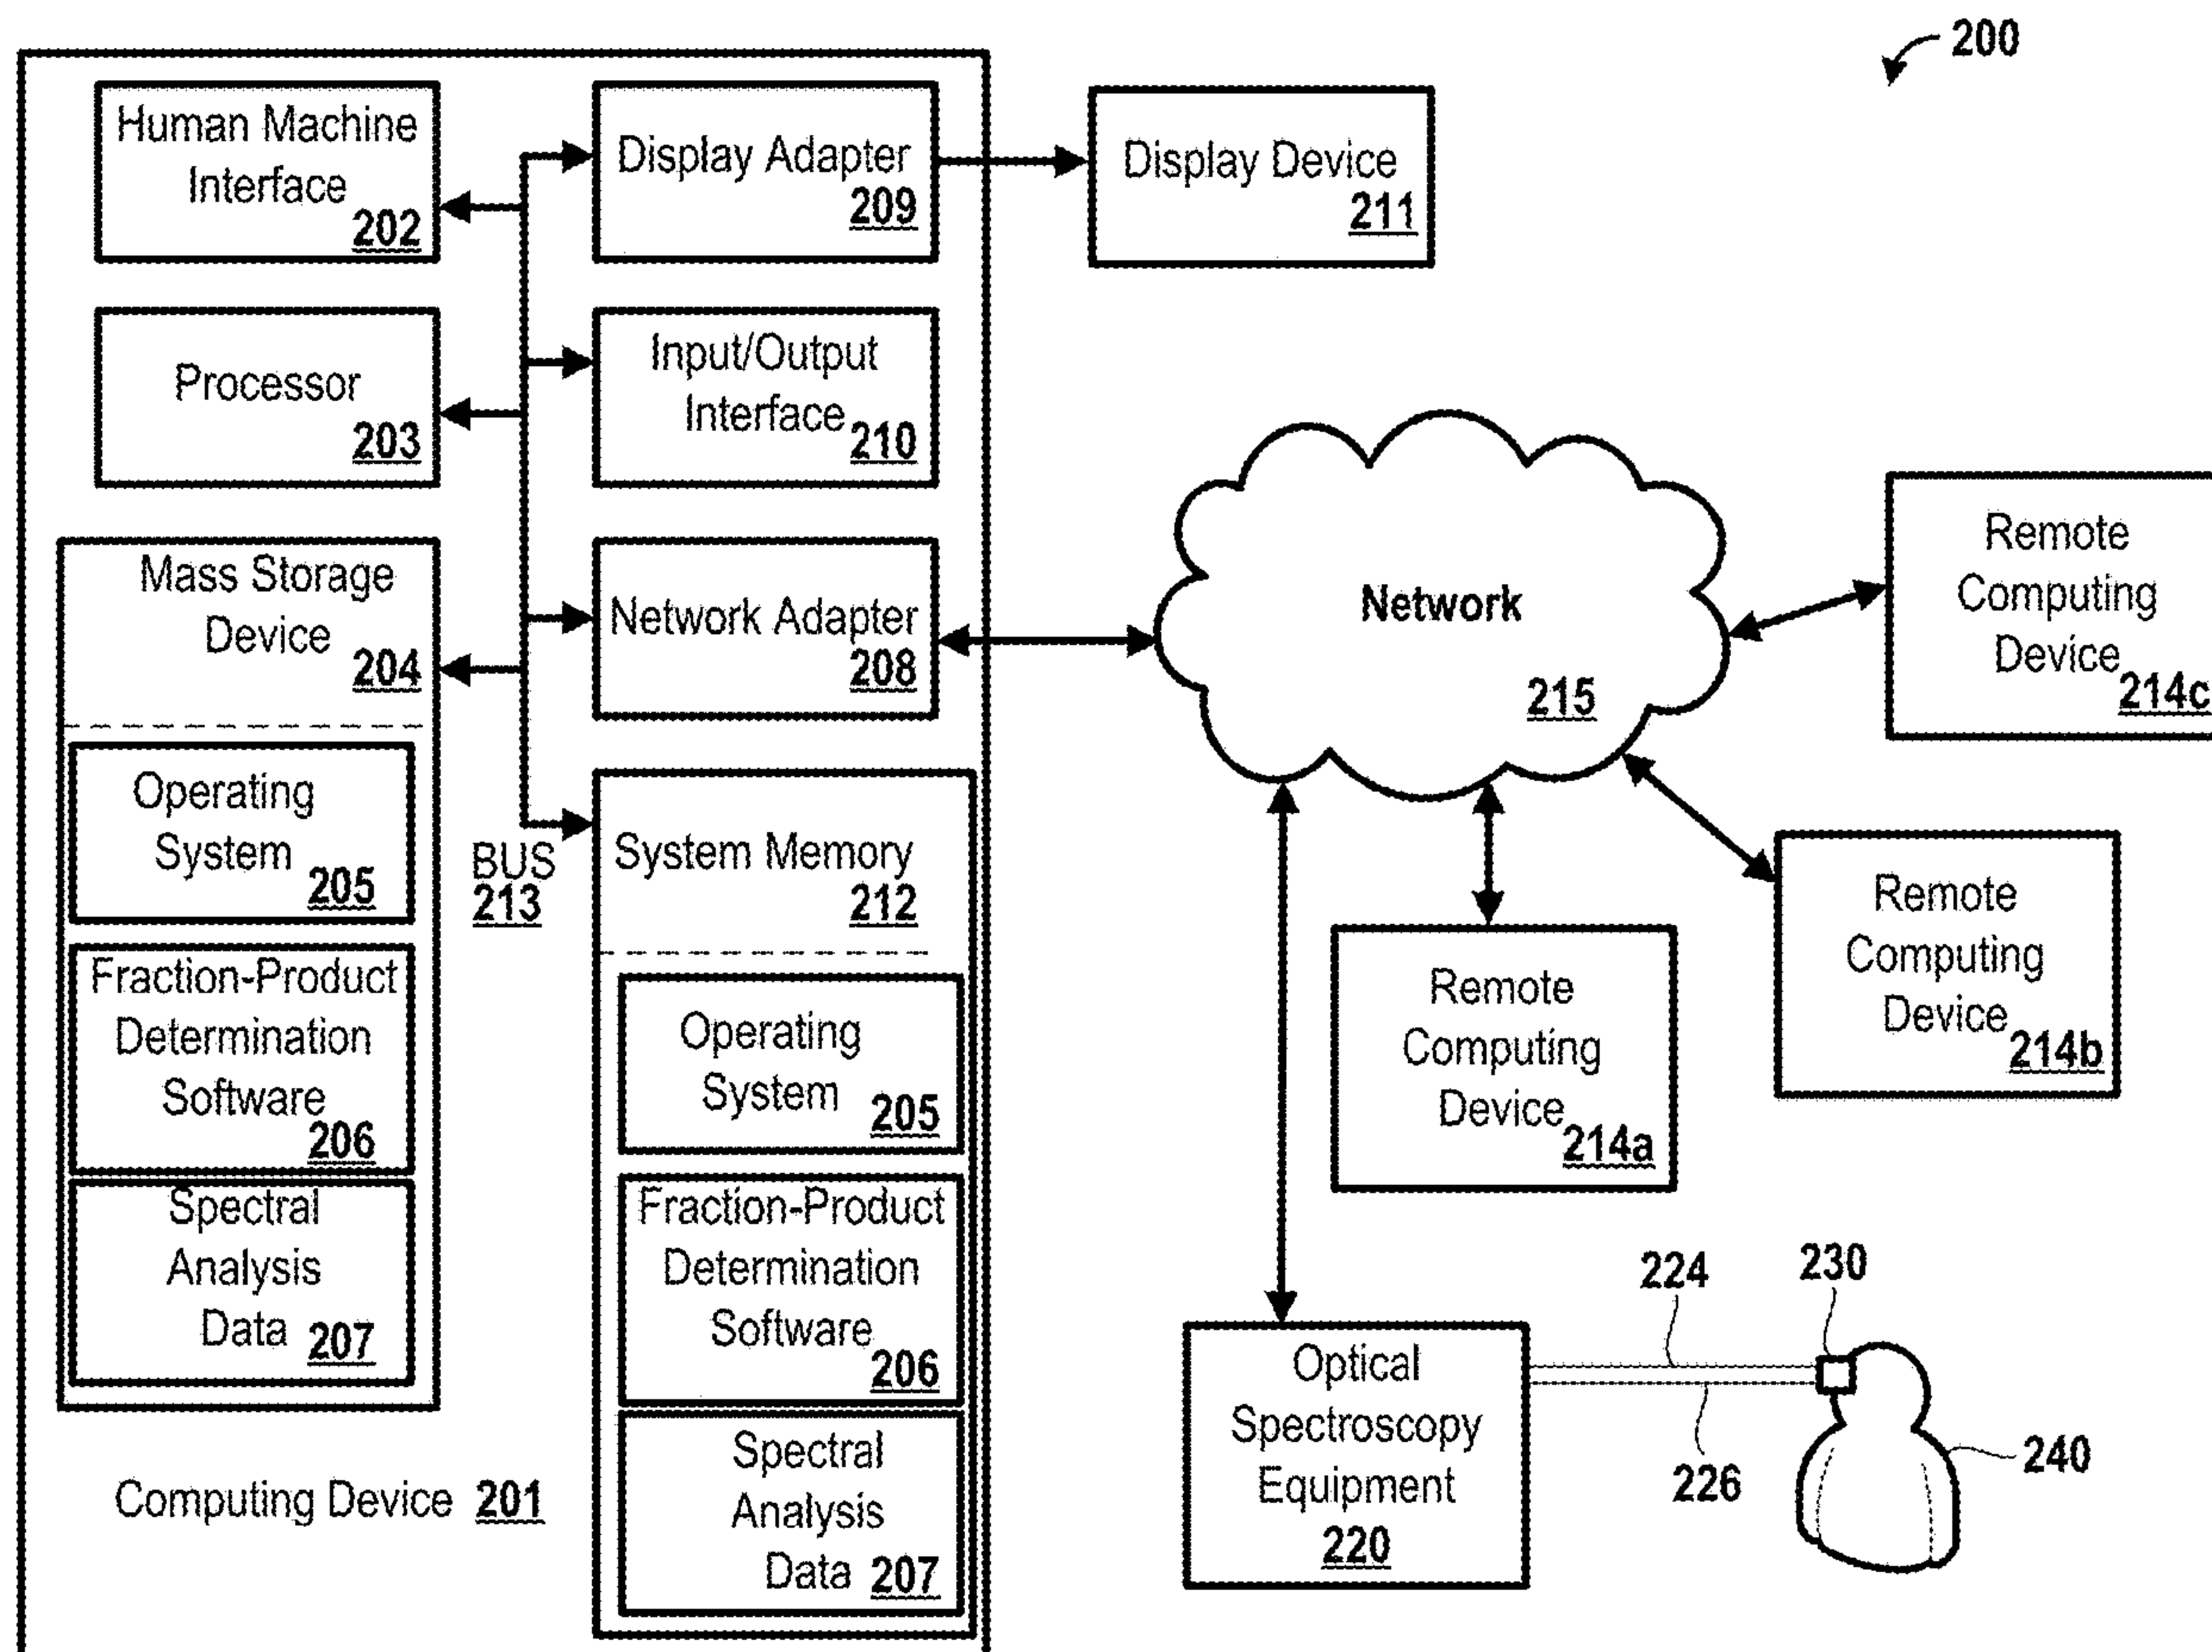 200
Human Machine
Interface
202
Display Adapter
209
Display Device
211
Processor
203
Input/Output
Interface
210
Mass Storage
Device
204
Network Adapter
208
Network
215
Remote
Computing
Device
214c
Operating
System
205
BUS
213
System Memory
212
Remote
Computing
Device
214b
Fraction-Product
Determination
Software
206
Operating
System
205
Remote
Computing
Device
214a
Spectral
Analysis
Data 207
Fraction-Product
Determination
Software
206
Spectral
Analysis
Data 207
Computing Device 201
Optical
Spectroscopy
Equipment
220
224
230
226
240